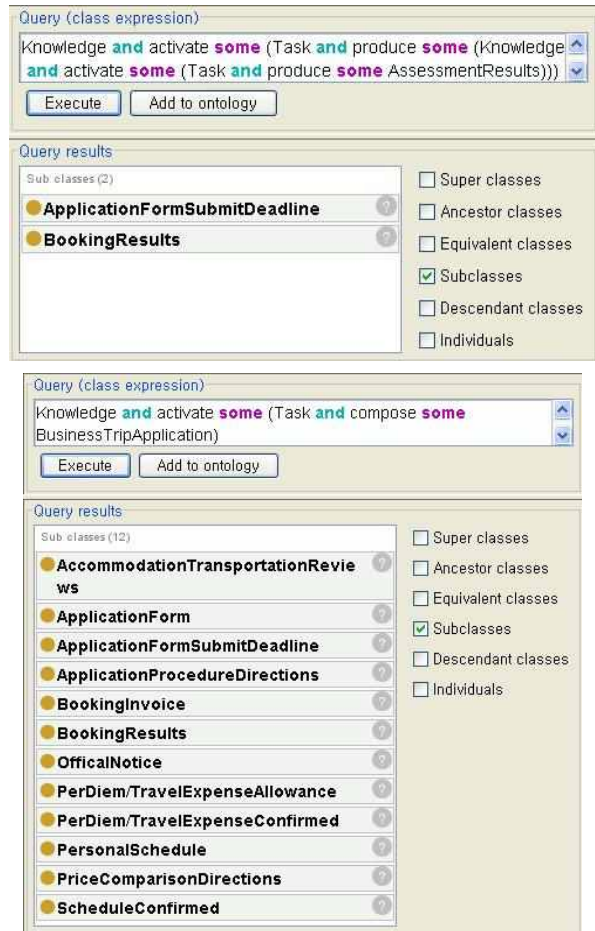 Query (class expression)
Knowledge and activate some (Task and produce some (Knowledge
and activate some (Task and produce some AssessmentResults)))
Execute Add to ontology
Query results
Sub classes (2)
ApplicationFormSubmitDeadline ?
BookingResults ?
Super classes
Ancestor classes
Equivalent classes
Subclasses
Descendant classes
Individuals
Query (class expression)
Knowledge and activate some (Task and compose some
BusinessTripApplication)
Execute Add to ontology
Query results
Sub classes (12)
AccommodationTransportationRevie ?
ws
ApplicationForm ?
ApplicationFormSubmitDeadline ?
ApplicationProcedureDirections ?
BookingInvoice ?
BookingResults ?
OfficalNotice ?
PerDiem/TravelExpenseAllowance ?
PerDiem/TravelExpenseConfirmed ?
PersonalSchedule ?
PriceComparisonDirections ?
ScheduleConfirmed ?
Super classes
Ancestor classes
Equivalent classes
Subclasses
Descendant classes
Individuals